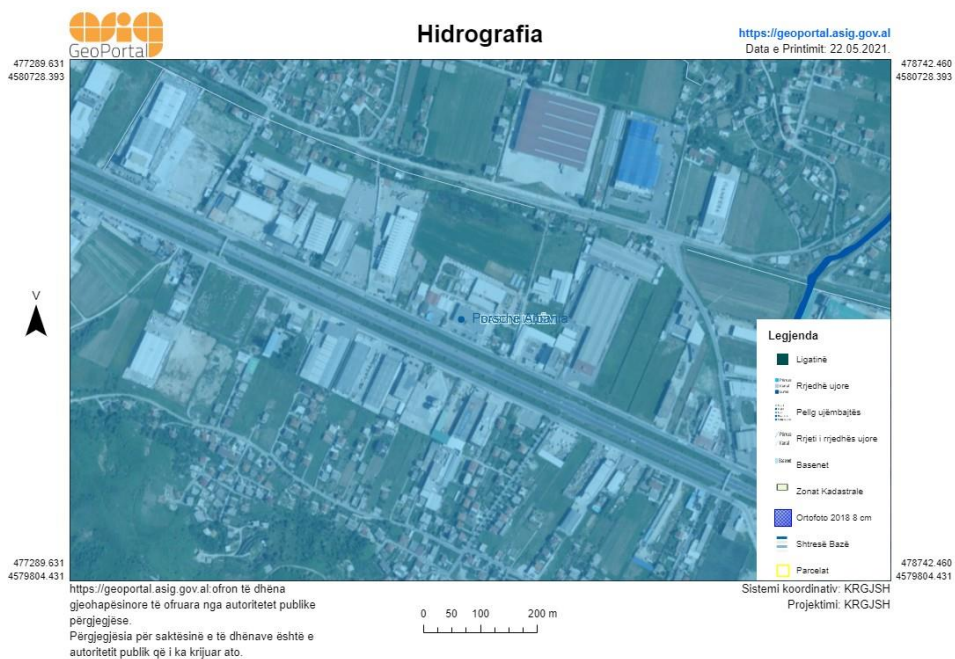 asig
GeoPortal
Hidrografia
https://geoportal.asig.gov.al
Data e Printimit: 22.05.2021.
477289.631
4580728.393
478742.460
4580728.393
V
Porsche Albania
Legjenda
Ligatinë
Rrjedhë ujore
Pellg ujëmbajtës
Rrjeti i rrjedhës ujore
Basenet
Zonat Kadastrale
Ortofoto 2018 8 cm
Shtresë Bazë
Parcelat
477289.631
4579804.431
478742.460
4579804.431
https://geoportal.asig.gov.al:ofron të dhëna
gjeohapësinore të ofruara nga autoritetet publike
përgjegjëse.
Përgjegjësia për saktësinë e të dhënave është e
autoritetit publik që i ka krijuar ato.
0 50 100 200 m
Sistemi koordinativ: KRGJSH
Projektimi: KRGJSH